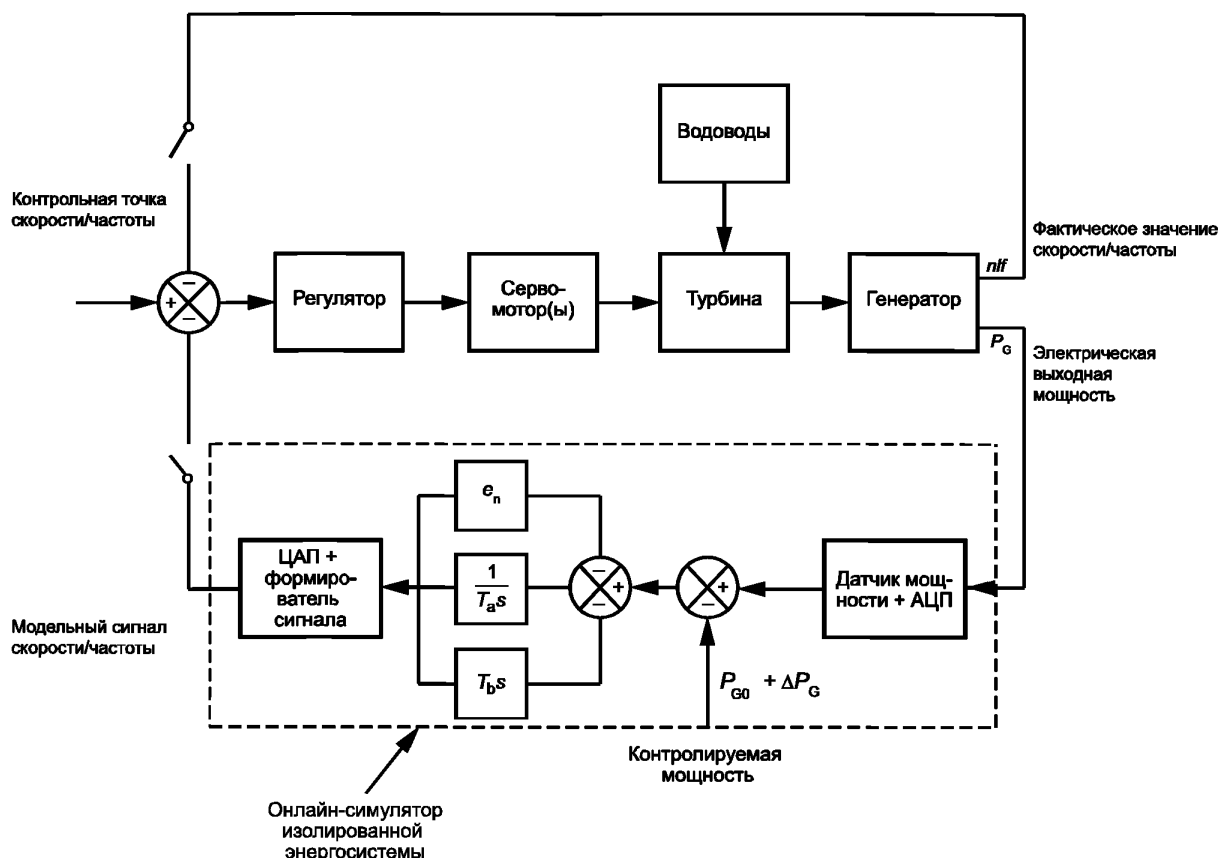 Водоводы
Контрольная точка
скорости/частоты
Фактическое значение
скорости/частоты
n/f
+
–
–
Регулятор
Серво-
мотор(ы)
Турбина
Генератор
P_G
Электрическая
выходная
мощность
e_n
ЦАП +
формиро-
ватель
сигнала
1
T_a s
–
+
–
+
–
Датчик мощ-
ности + АЦП
Модельный сигнал
скорости/частоты
T_b s
P_G0 + ΔP_G
Контролируемая
мощность
Онлайн-симулятор
изолированной
энергосистемы